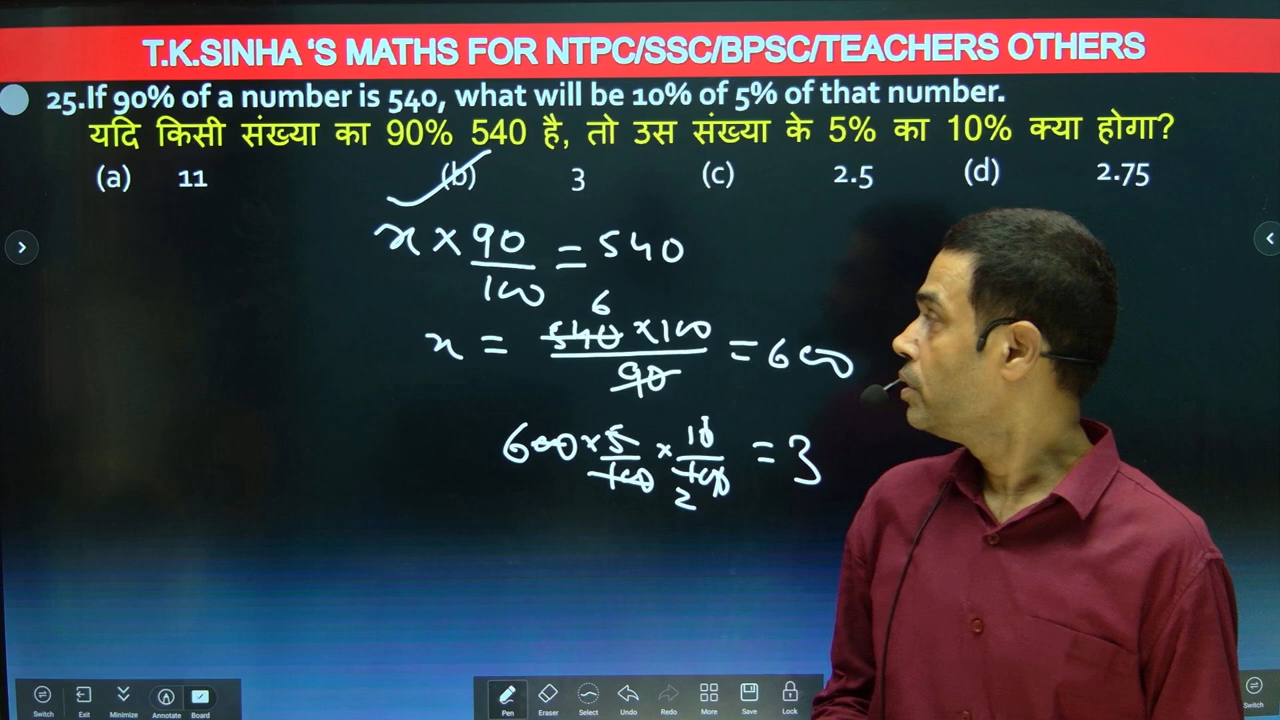 T.K.SINHA ‘S MATHS FOR NTPC/SSC/BPSC/TEACHERS OTHERS
25.If 90% of a number is 540, what will be 10% of 5% of that number.
यदि किसी संख्या का 90% 540 है, तो उस संख्या के 5% का 10% क्या होगा?
(a) 11 (b) 3 (c) 2.5 (d) 2.75
x × 90/100 = 540
6
x = 540 × 100/90 = 600
600 × 5/100 × 10/100 = 3
2
Switch Exit Minimize Annotate Board Pen Eraser Select Undo Redo More Save Lock Switch